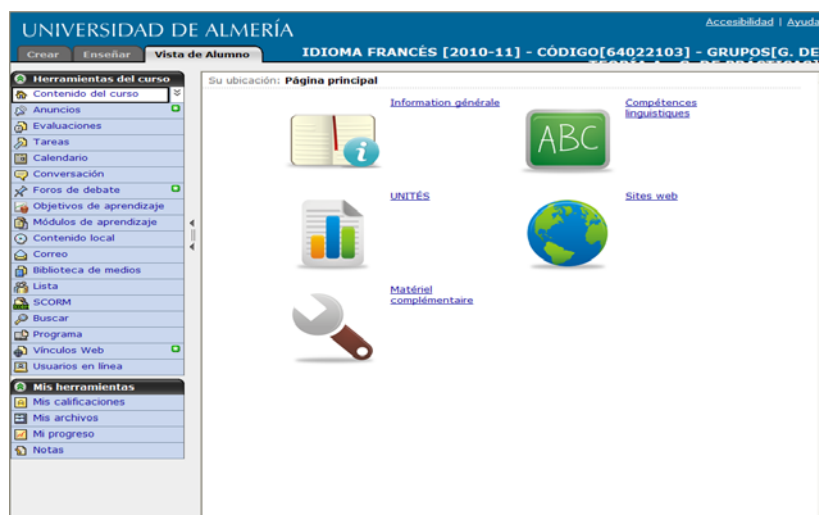 UNIVERSIDAD DE ALMERÍA
Accesibilidad | Ayuda
Crear Enseñar Vista de Alumno
IDIOMA FRANCÉS [2010-11] - CÓDIGO[64022103] - GRUPOS[G. DE
TEORÍA A - G. DE PRÁCTICAS]
Herramientas del curso
Contenido del curso
Anuncios
Evaluaciones
Tareas
Calendario
Conversación
Foros de debate
Objetivos de aprendizaje
Módulos de aprendizaje
Contenido local
Correo
Biblioteca de medios
Lista
SCORM
Buscar
Programa
Vínculos Web
Usuarios en línea
Mis herramientas
Mis calificaciones
Mis archivos
Mi progreso
Notas
Su ubicación: Página principal
Information générale
i
Compétences
linguistiques
ABC
UNITÉS
Sites web
Matériel
complémentaire